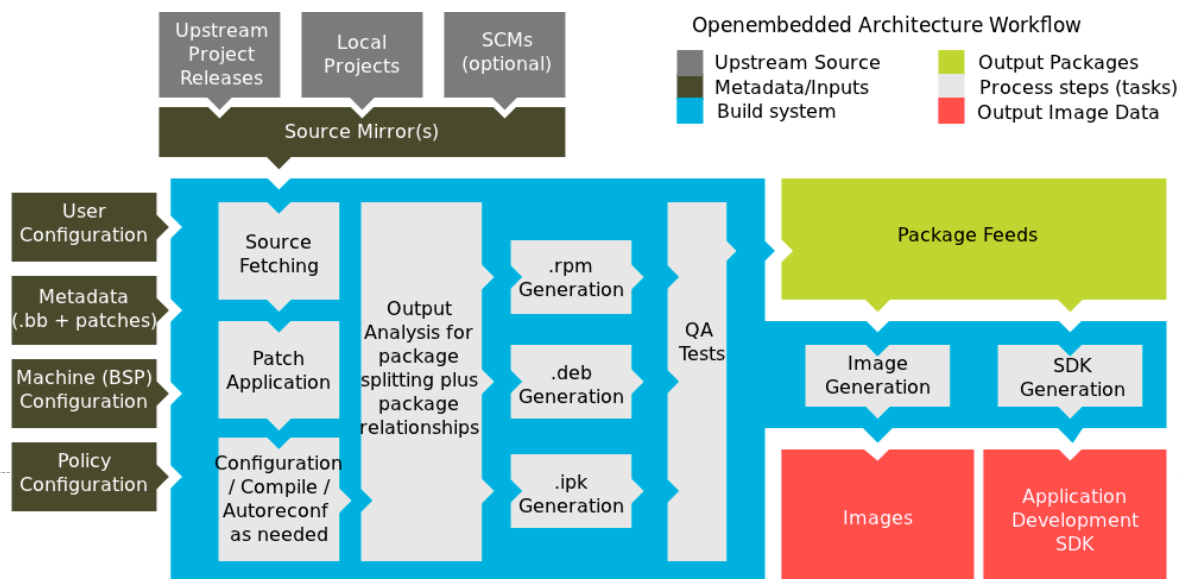 Upstream
Project
Releases
Local
Projects
SCMs
(optional)
Openembedded Architecture Workflow
Upstream Source
Metadata/Inputs
Build system
Output Packages
Process steps (tasks)
Output Image Data
Source Mirror(s)
User
Configuration
Metadata
(.bb + patches)
Machine (BSP)
Configuration
Policy
Configuration
Source
Fetching
Patch
Application
Configuration
/ Compile /
Autoreconf
as needed
Output
Analysis for
package
splitting plus
package
relationships
.rpm
Generation
.deb
Generation
.ipk
Generation
QA
Tests
Package Feeds
Image
Generation
SDK
Generation
Images
Application
Development
SDK